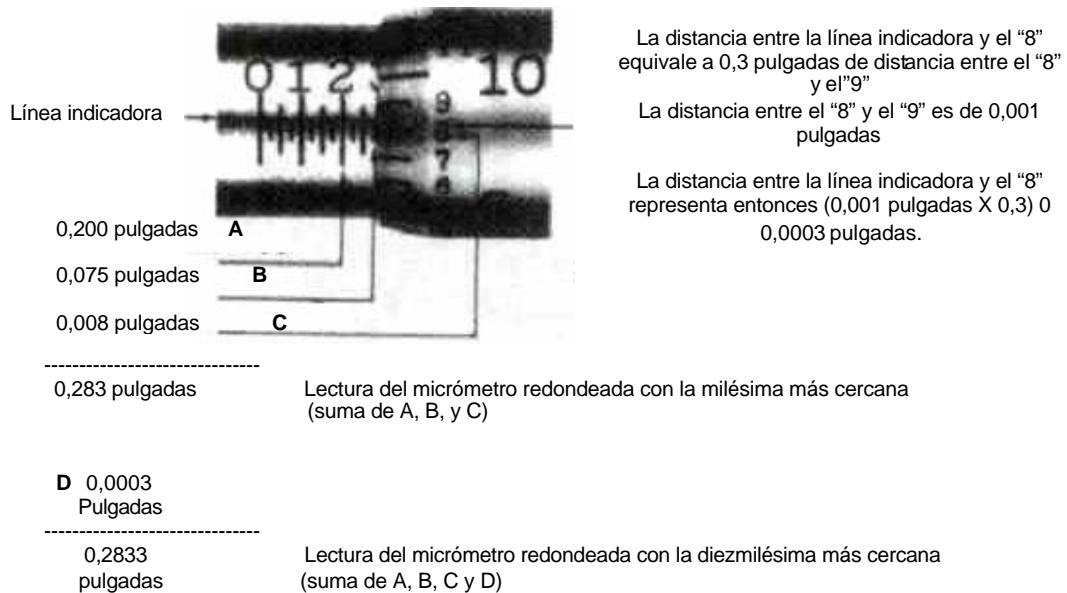 0 1 2
10
9
8
7
6
Línea indicadora
La distancia entre la línea indicadora y el “8”
equivale a 0,3 pulgadas de distancia entre el “8”
y el”9”
La distancia entre el “8” y el “9” es de 0,001
pulgadas
La distancia entre la línea indicadora y el “8”
representa entonces (0,001 pulgadas X 0,3) 0
0,0003 pulgadas.
0,200 pulgadas A
0,075 pulgadas B
0,008 pulgadas C
-------------------------------
0,283 pulgadas Lectura del micrómetro redondeada con la milésima más cercana
(suma de A, B, y C)
D 0,0003
Pulgadas
-------------------------------
0,2833 Lectura del micrómetro redondeada con la diezmilésima más cercana
pulgadas (suma de A, B, C y D)